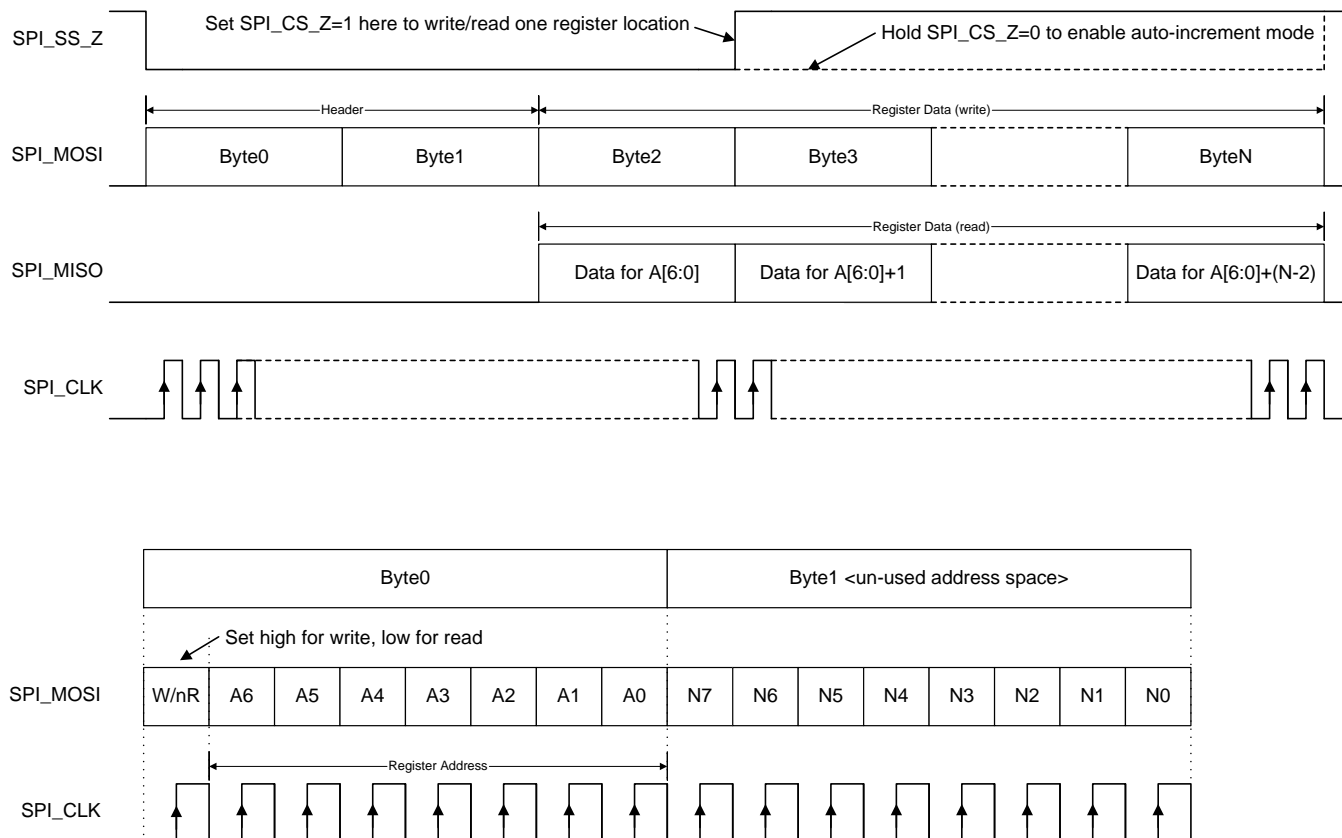 Set SPI_CS_Z=1 here to write/read one register location
SPI_SS_Z
Hold SPI_CS_Z=0 to enable auto-increment mode
Header
Register Data (write)
SPI_MOSI
Byte0
Byte1
Byte2
Byte3
ByteN
Register Data (read)
SPI_MISO
Data for A[6:0]
Data for A[6:0]+1
Data for A[6:0]+(N-2)
SPI_CLK
Byte0
Byte1 <un-used address space>
Set high for write, low for read
SPI_MOSI
W/nR
A6
A5
A4
A3
A2
A1
A0
N7
N6
N5
N4
N3
N2
N1
N0
Register Address
SPI_CLK